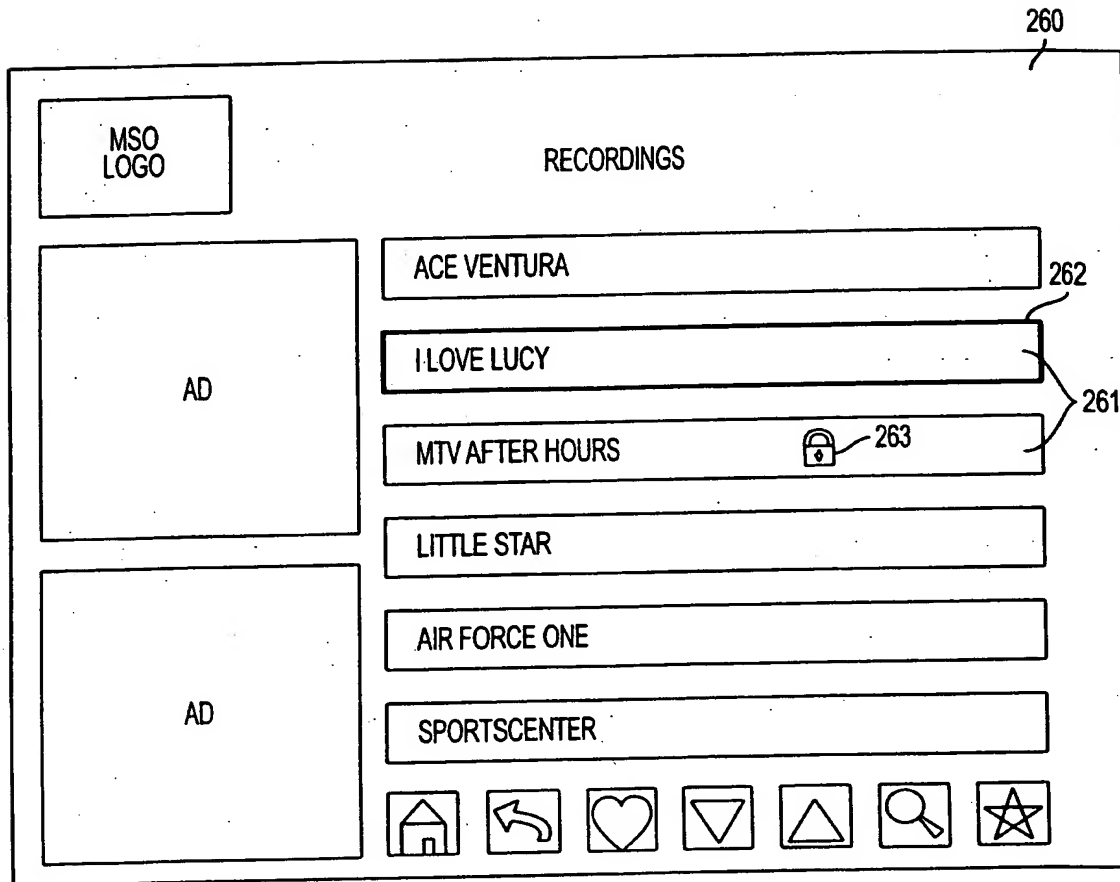 260
MSO
LOGO
RECORDINGS
ACE VENTURA
262
I LOVE LUCY
AD
261
MTV AFTER HOURS
263
LITTLE STAR
AIR FORCE ONE
AD
SPORTSCENTER